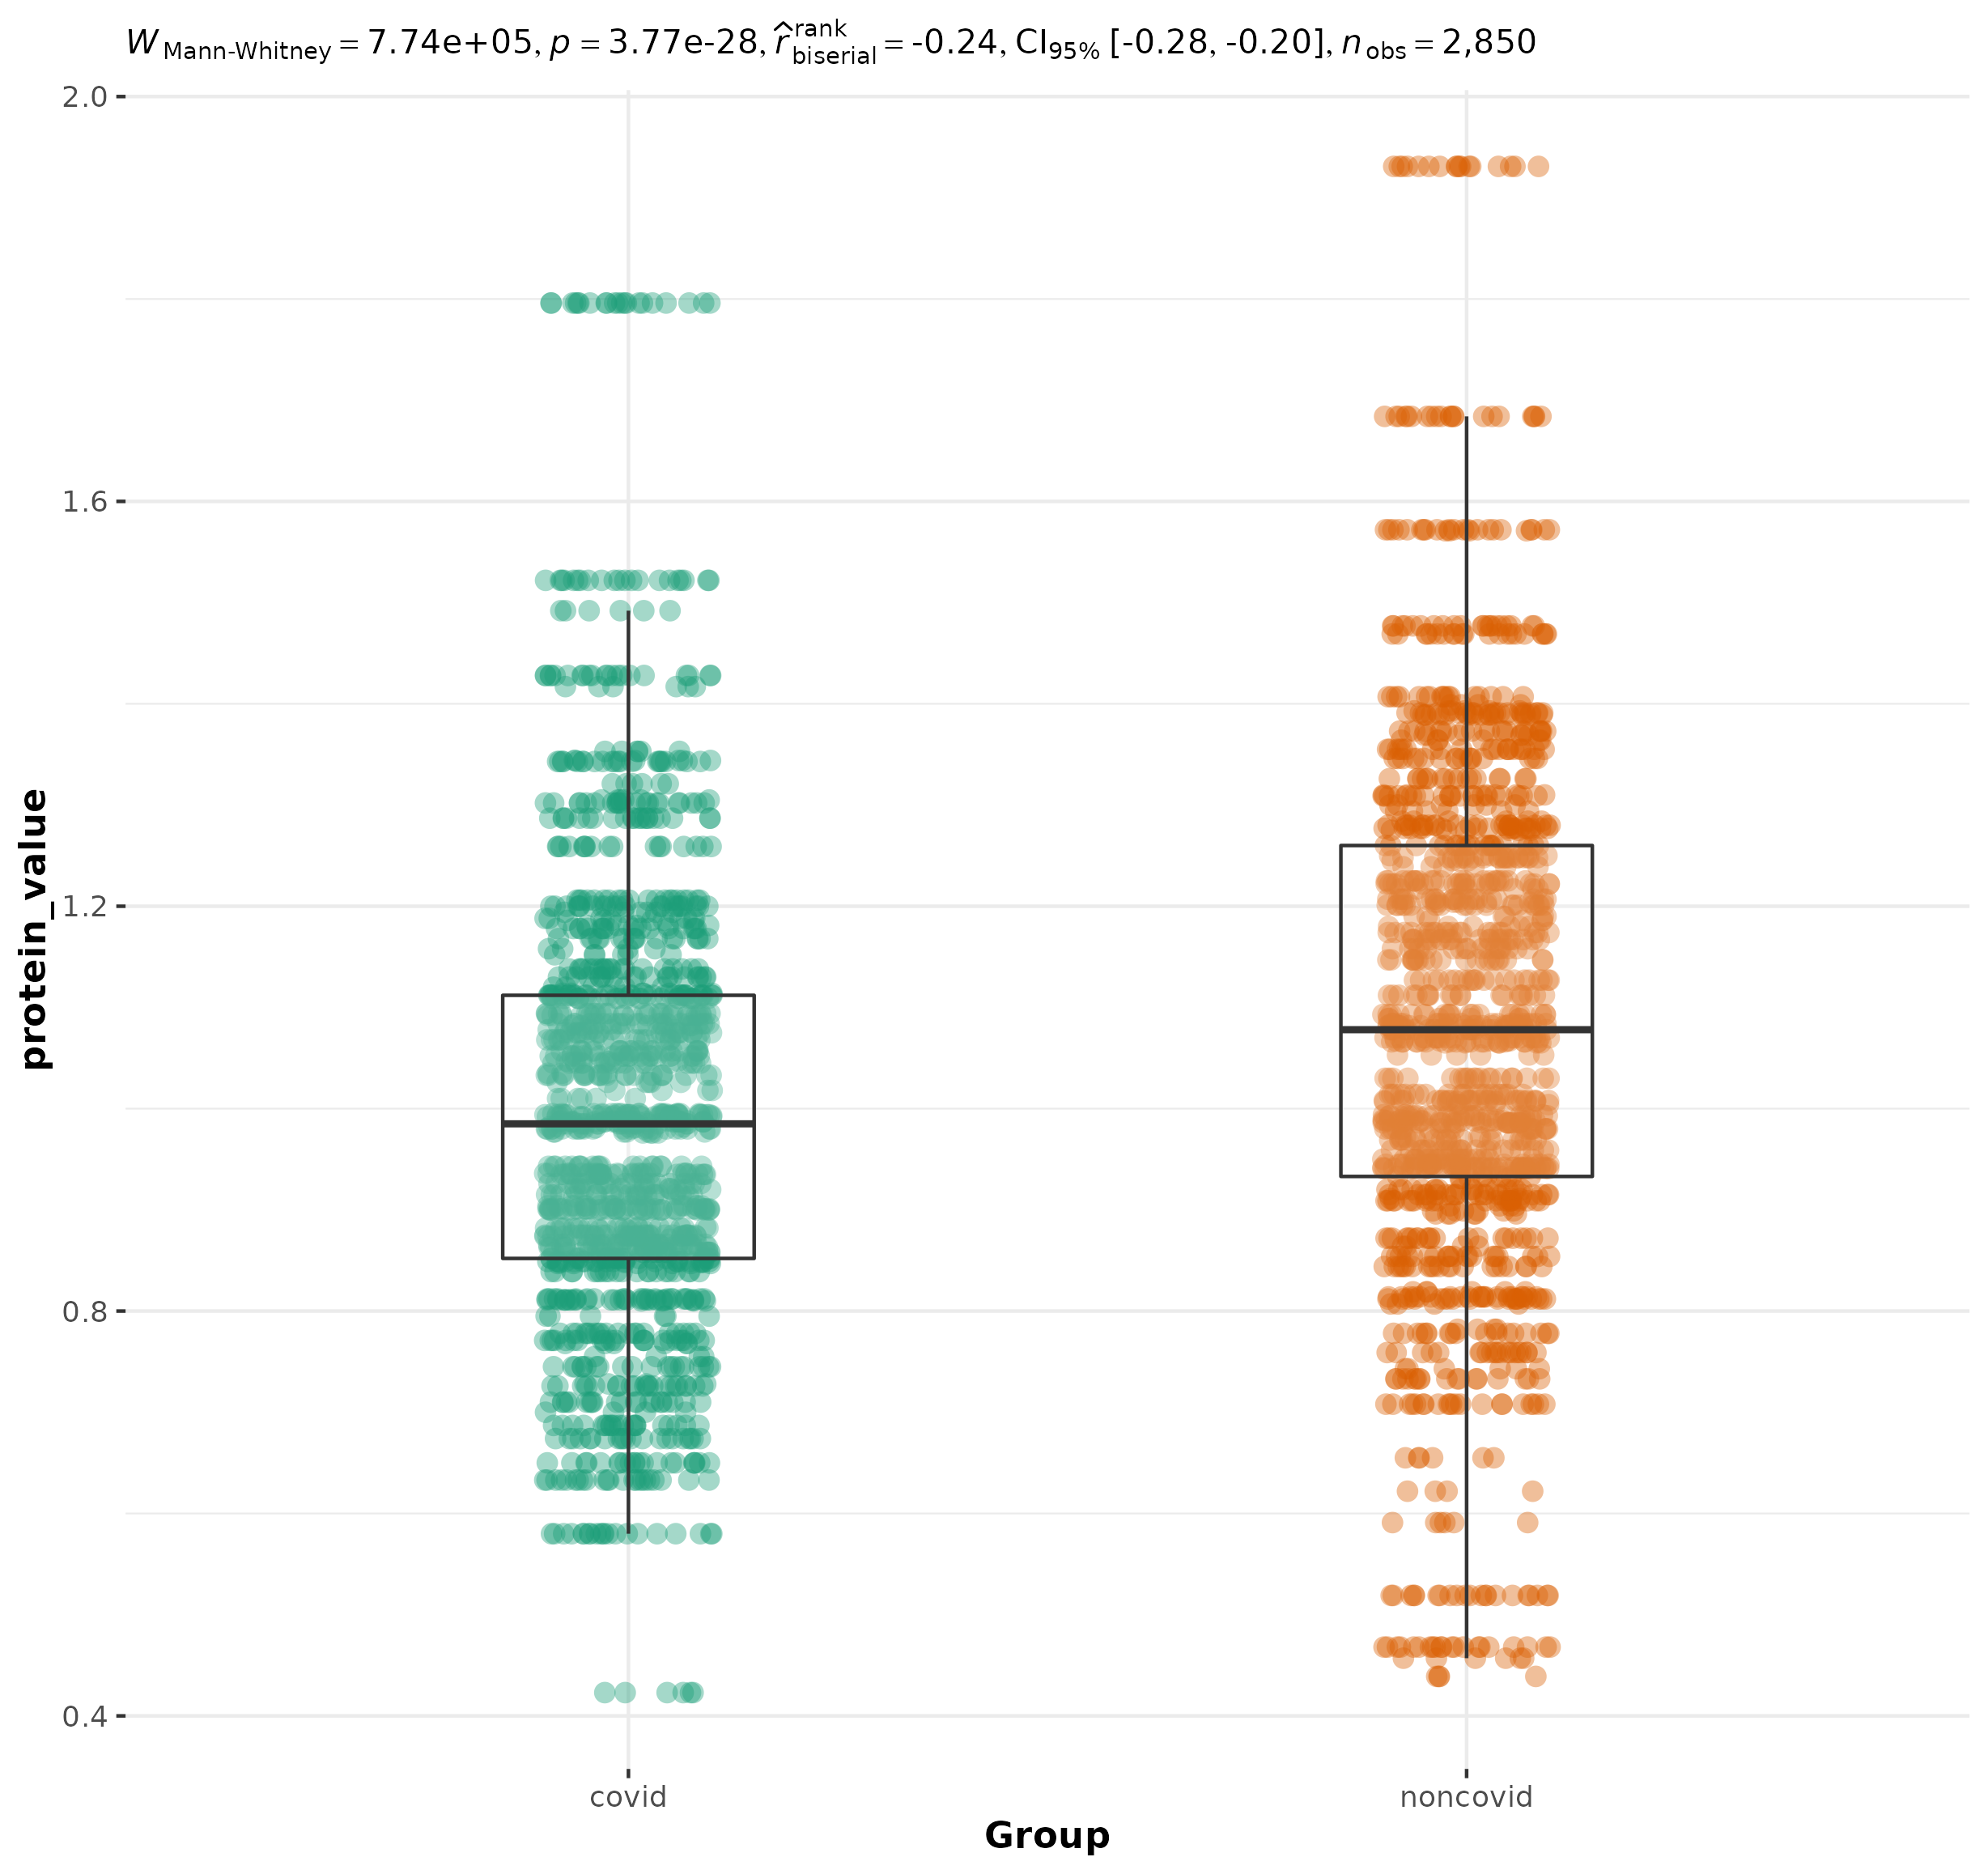 W Mann-Whitney = 7.74e+05, p = 3.77e-28, r̂ rank biserial = -0.24, CI95% [-0.28, -0.20], n obs = 2,850
2.0
1.6
1.2
0.8
0.4
protein_value
covid noncovid
Group